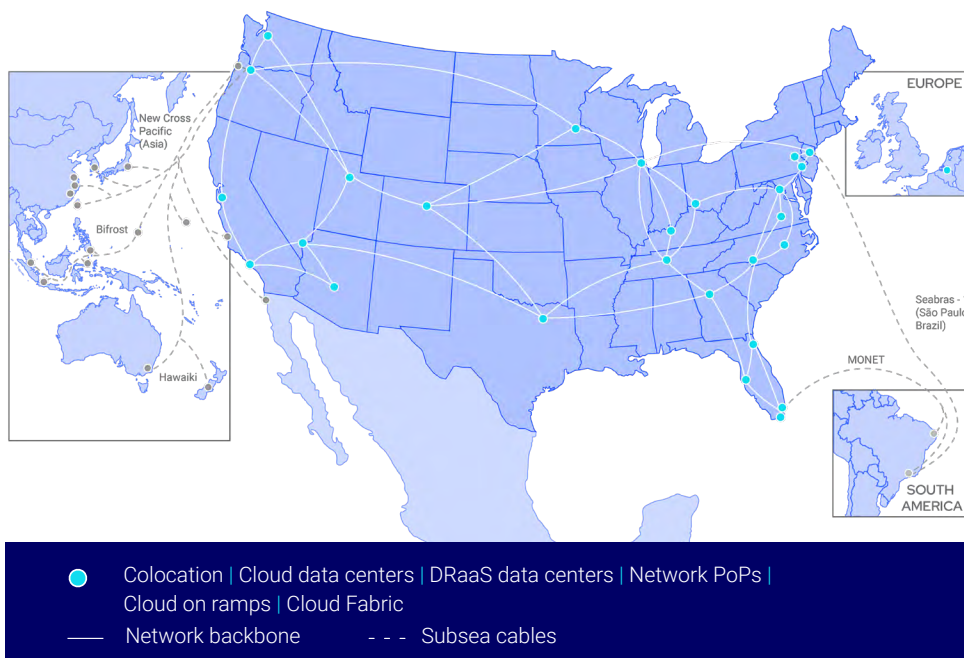 New Cross
Pacific
(Asia)
Bifrost
Hawaiki
EUROPE
Seabras -
(São Paulo
Brazil)
MONET
SOUTH
AMERICA
Colocation | Cloud data centers | DRaaS data centers | Network PoPs |
Cloud on ramps | Cloud Fabric
Network backbone
Subsea cables